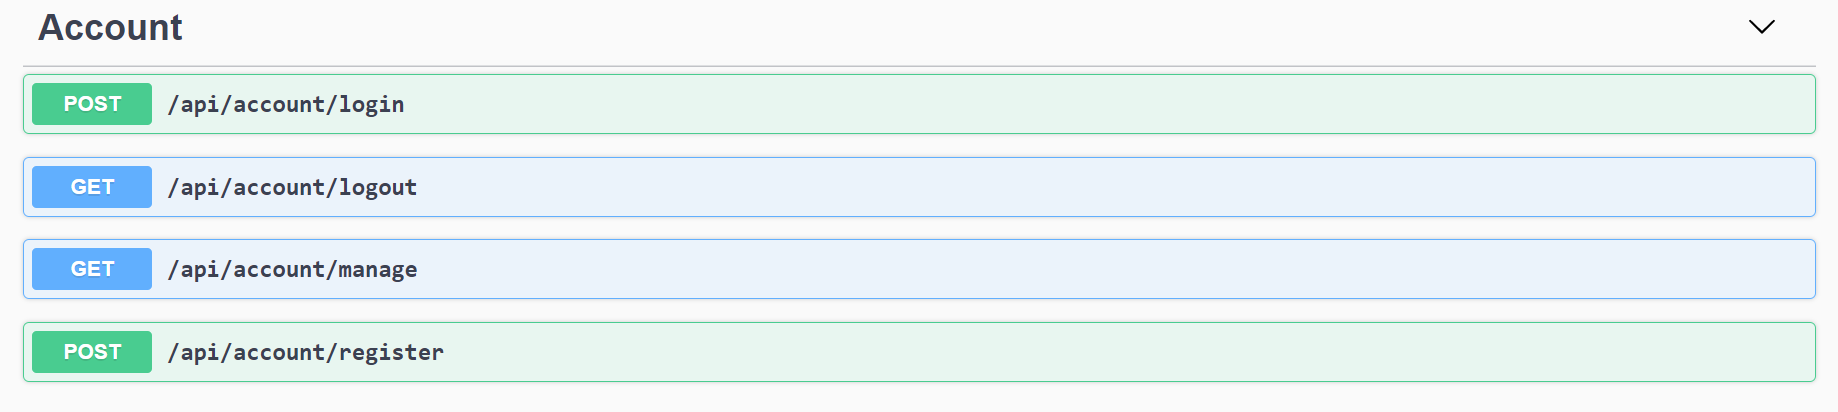 Account
POST /api/account/login
GET /api/account/logout
GET /api/account/manage
POST /api/account/register